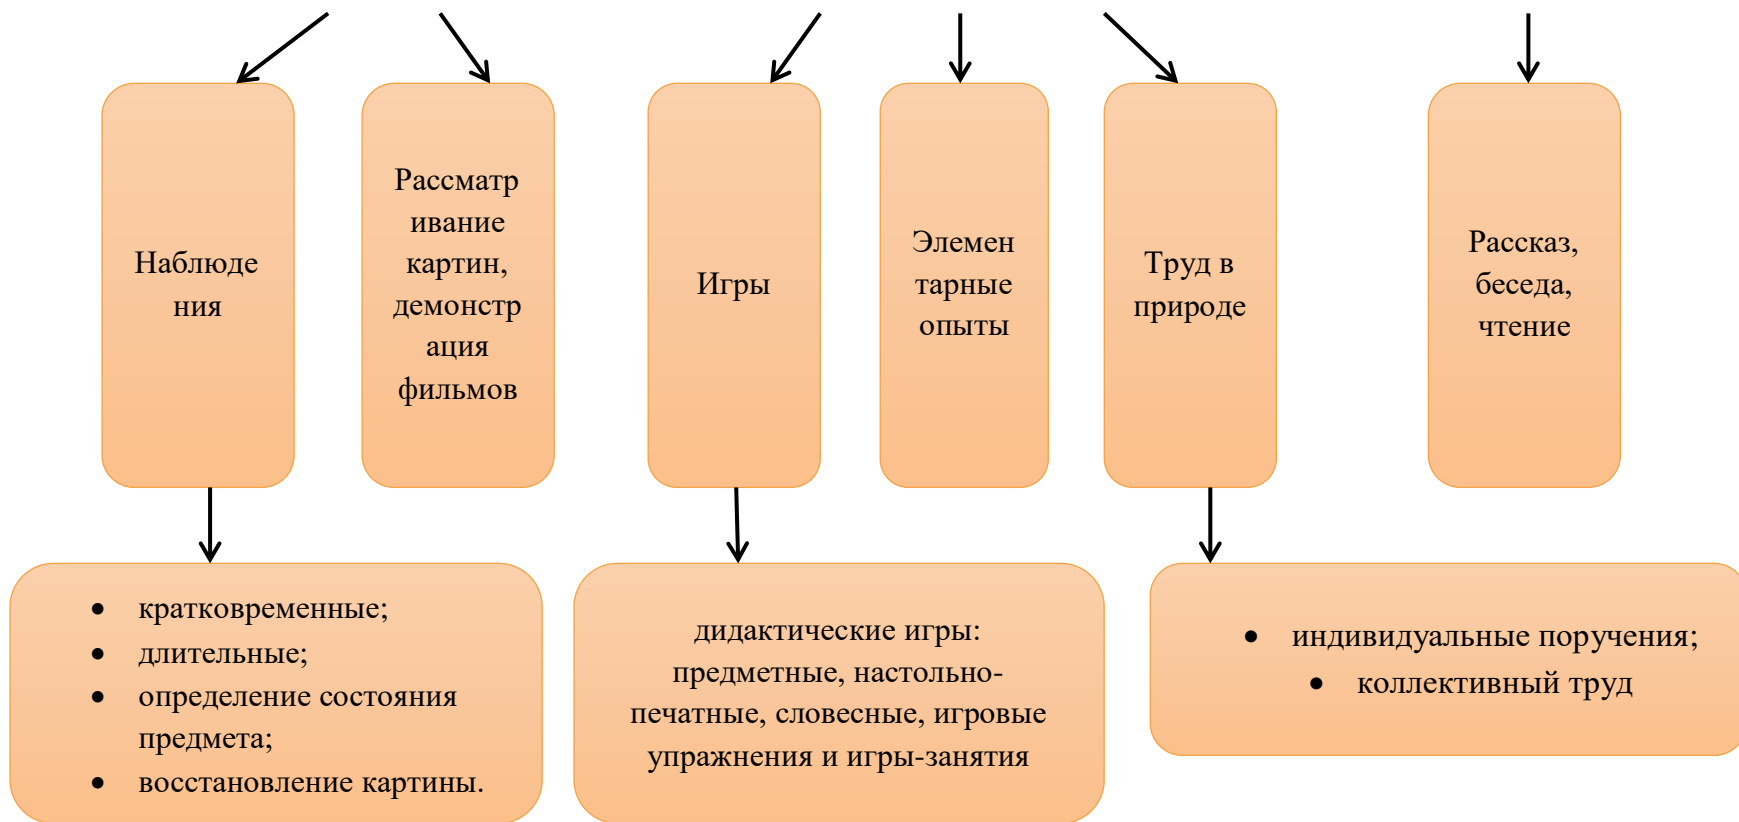 Наблюде
ния
Рассматр
ивание
картин,
демонстр
ация
фильмов
Игры
Элемен
тарные
опыты
Труд в
природе
Рассказ,
беседа,
чтение
• кратковременные;
• длительные;
• определение состояния
предмета;
• восстановление картины.
дидактические игры:
предметные, настольно-
печатные, словесные, игровые
упражнения и игры-занятия
• индивидуальные поручения;
• коллективный труд